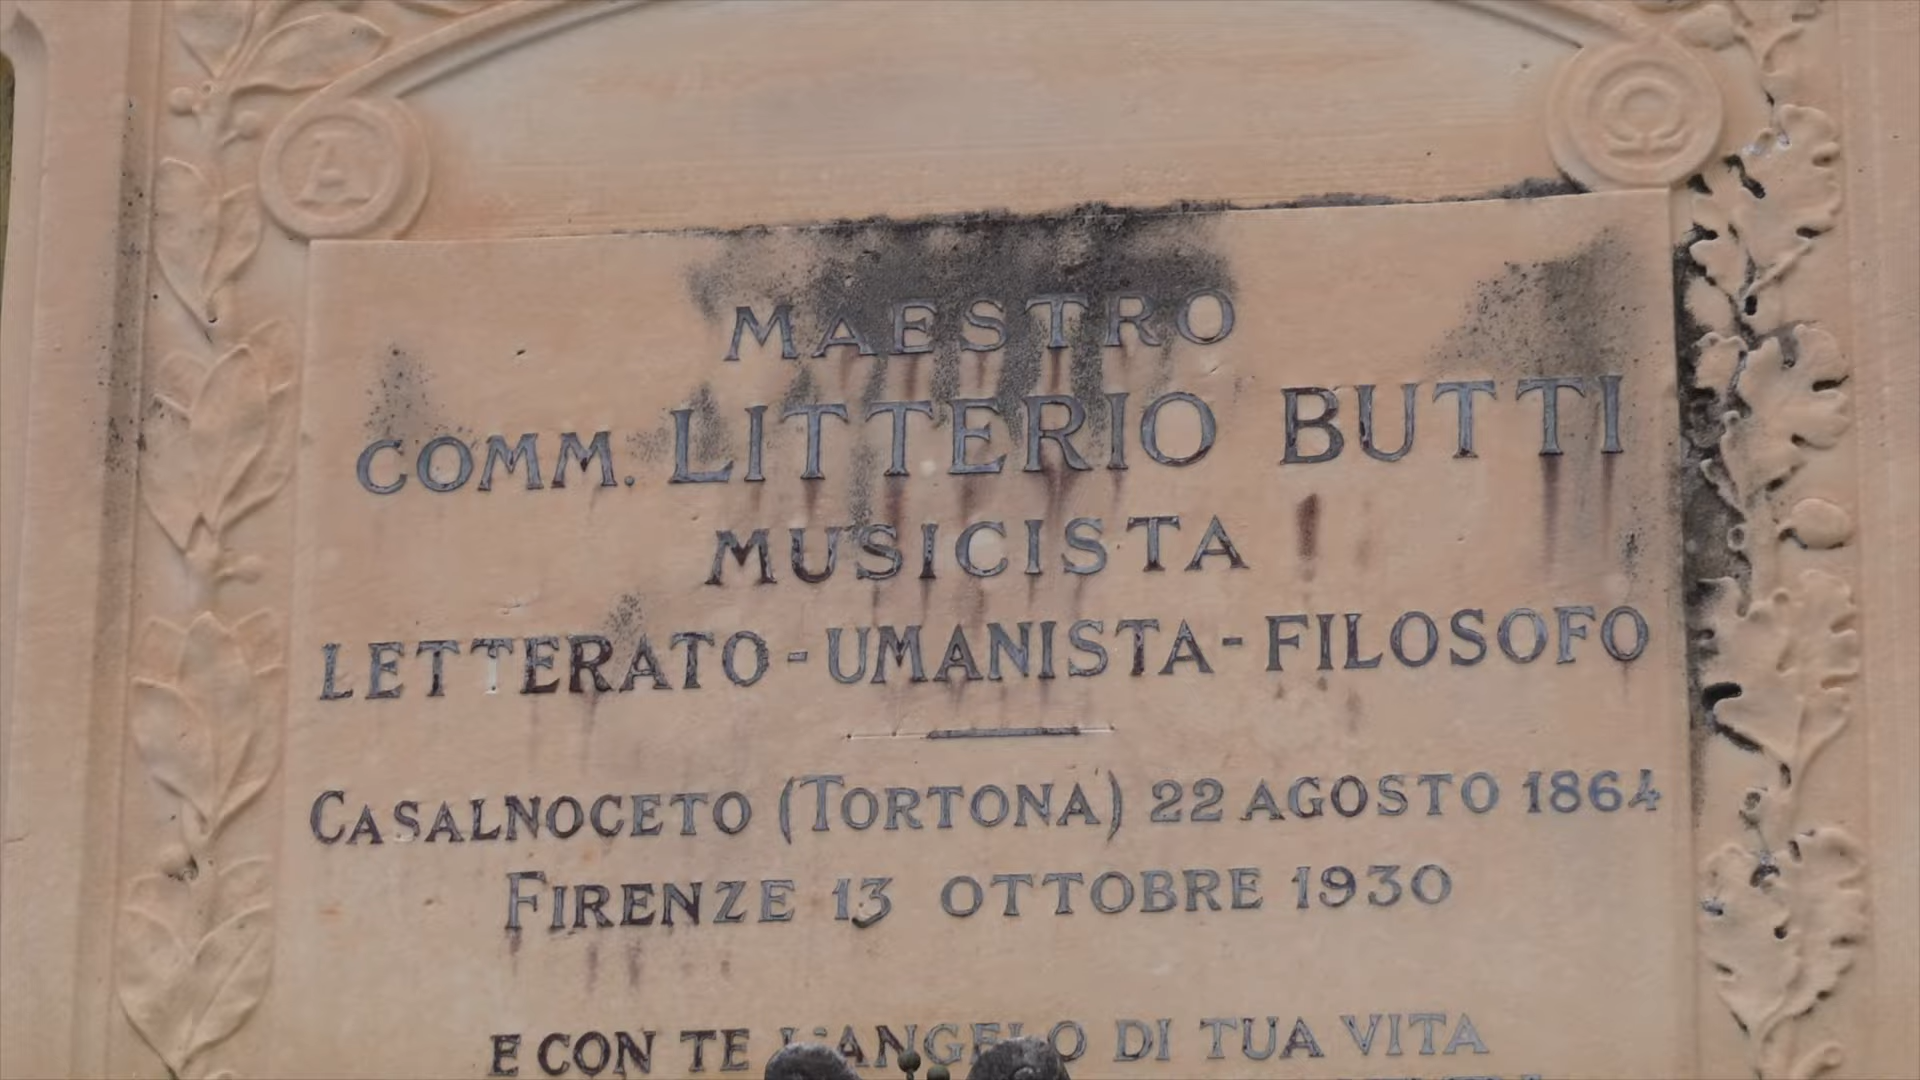 A
Ω
MAESTRO
COMM. LITTERIO BUTTI
MUSICISTA
LETTERATO-UMANISTA-FILOSOFO
CASALNOCETO (TORTONA) 22 AGOSTO 1864
FIRENZE 13 OTTOBRE 1930
E CON TE L'ANGELO DI TUA VITA